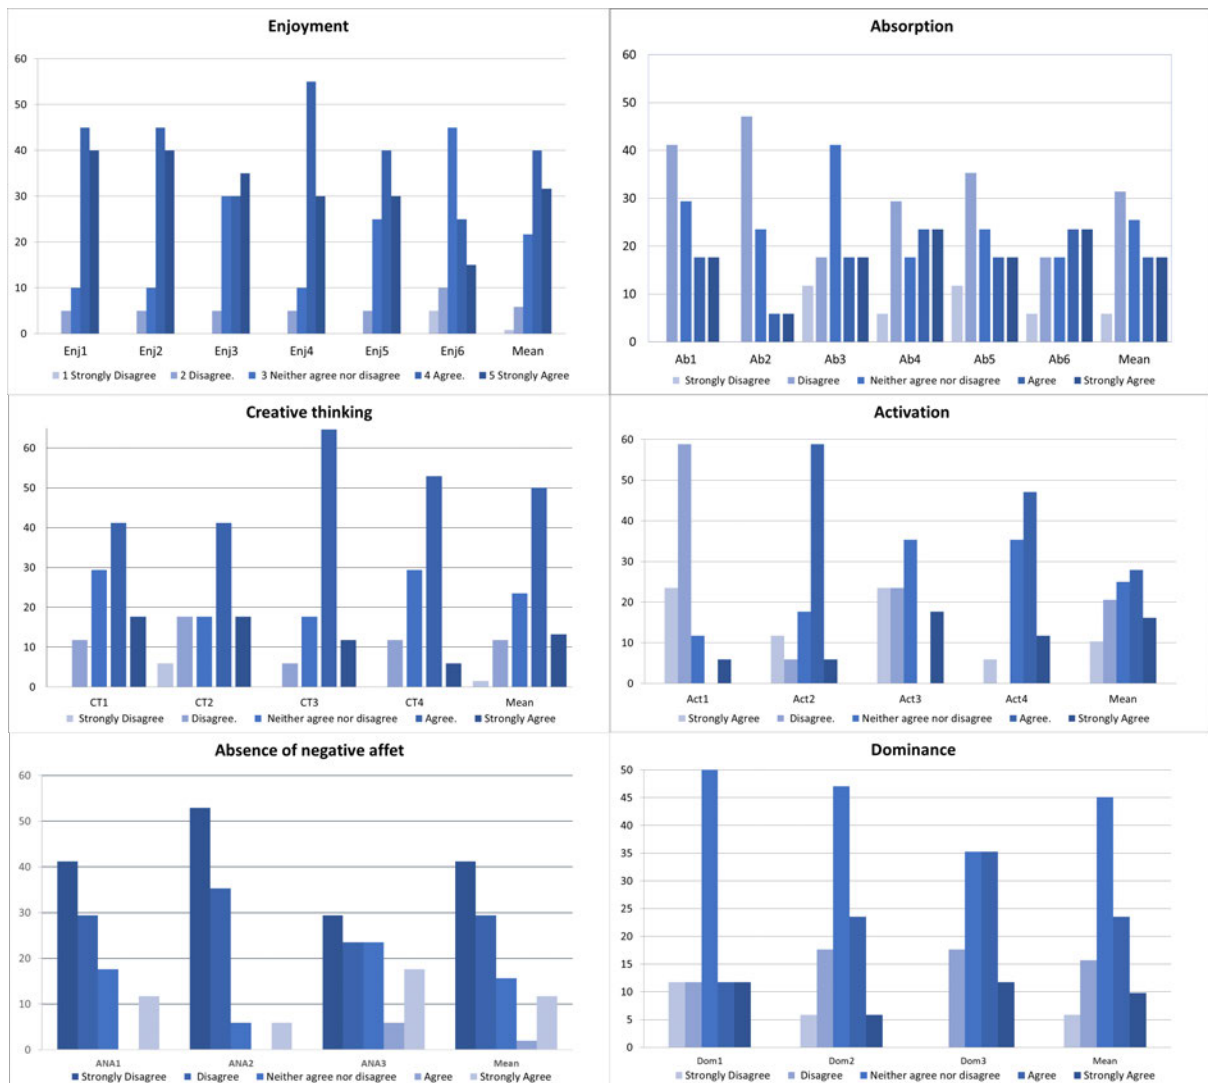 Enjoyment
60
50
40
30
20
10
0
Enj1 Enj2 Enj3 Enj4 Enj5 Enj6 Mean
1 Strongly Disagree 2 Disagree. 3 Neither agree nor disagree 4 Agree. 5 Strongly Agree
Absorption
60
50
40
30
20
10
0
Ab1 Ab2 Ab3 Ab4 Ab5 Ab6 Mean
Strongly Disagree Disagree Neither agree nor disagree Agree Strongly Agree
Creative thinking
60
50
40
30
20
10
0
CT1 CT2 CT3 CT4 Mean
Strongly Disagree Disagree. Neither agree nor disagree Agree. Strongly Agree
Activation
60
50
40
30
20
10
0
Act1 Act2 Act3 Act4 Mean
Strongly Agree Disagree. Neither agree nor disagree Agree. Strongly Agree
Absence of negative affet
60
50
40
30
20
10
0
ANA1 ANA2 ANA3 Mean
Strongly Disagree Disagree Neither agree nor disagree Agree Strongly Agree
Dominance
50
45
40
35
30
25
20
15
10
5
0
Dom1 Dom2 Dom3 Mean
Strongly Disagree Disagree Neither agree nor disagree Agree Strongly Agree